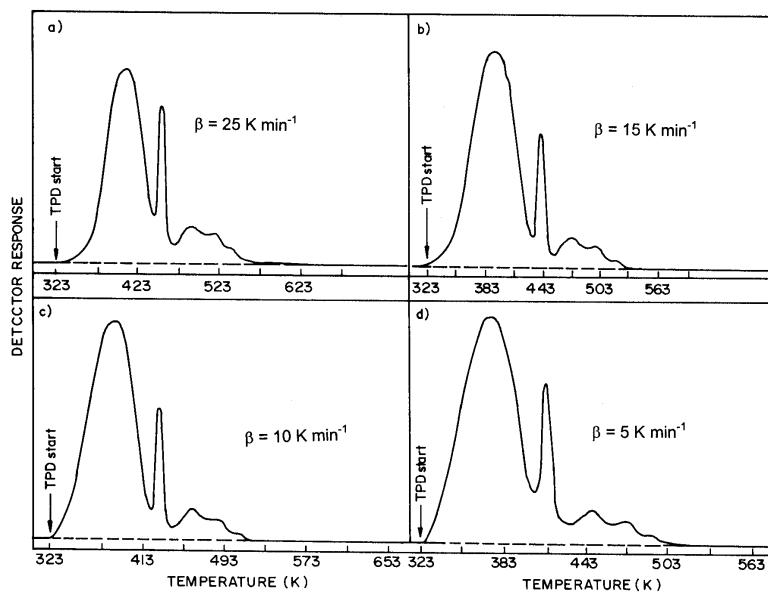 a)
β = 25 K min⁻¹
TPD start
323 423 523 623
b)
β = 15 K min⁻¹
TPD start
323 383 443 503 563
DETCCTOR RESPONSE
c)
β = 10 K min⁻¹
TPD start
323 413 493 573 653
TEMPERATURE (K)
d)
β = 5 K min⁻¹
TPD start
323 383 443 503 563
TEMPERATURE (K)